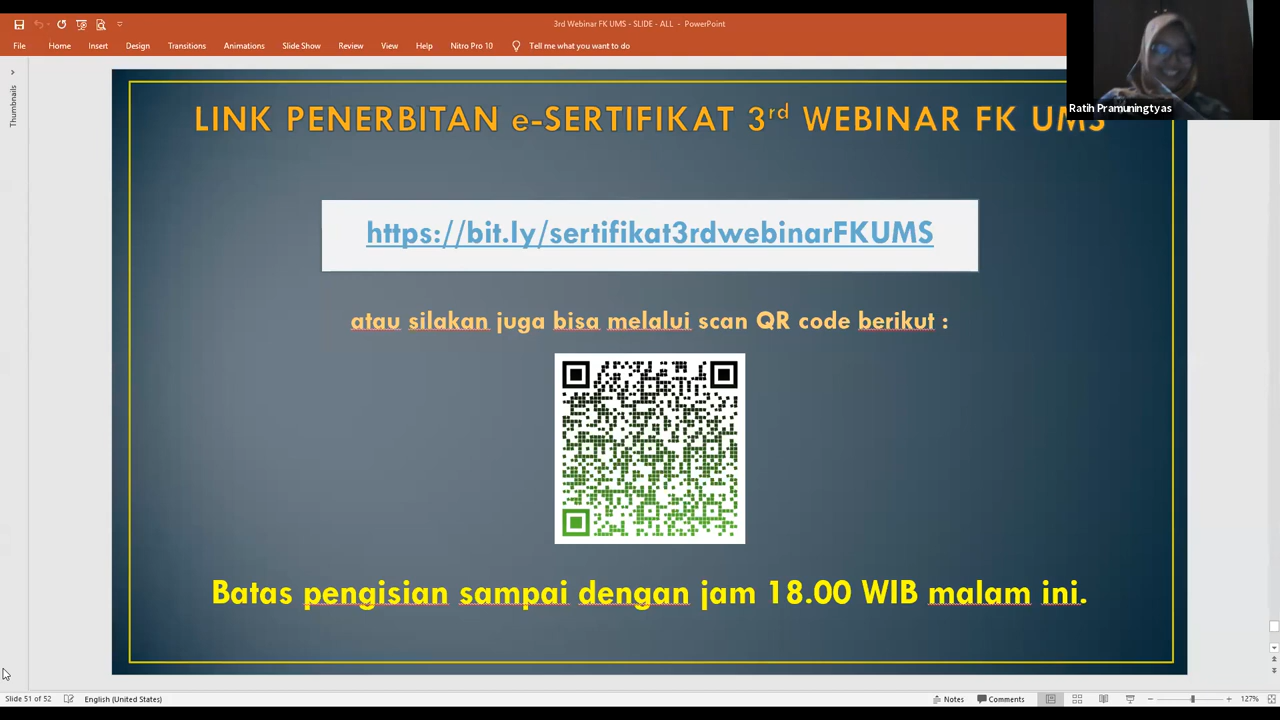 3rd Webinar FK UMS - SLIDE - ALL - PowerPoint
File Home Insert Design Transitions Animations Slide Show Review View Help Nitro Pro 10 Tell me what you want to do
Ratih Pramuningtyas
Thumbnails
LINK PENERBITAN e-SERTIFIKAT 3rd WEBINAR FK UMS
https://bit.ly/sertifikat3rdwebinarFKUMS
atau silakan juga bisa melalui scan QR code berikut :
Batas pengisian sampai dengan jam 18.00 WIB malam ini.
Slide 51 of 52 English (United States) Notes Comments 127%